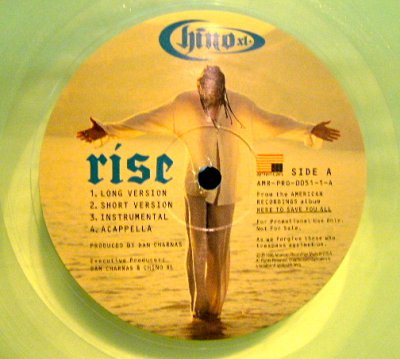 chino xl
rise
1. LONG VERSION
2. SHORT VERSION
3. INSTRUMENTAL
4. ACAPPELLA
PRODUCED BY DAN CHARNAS
Executive Producers:
DAN CHARNAS & CHINO XL
SIDE A
AMR-PRO-0051-1-A
From the AMERICAN
RECORDINGS album
HERE TO SAVE YOU ALL
For Promotional Use Only.
Not For Sale.
As we forgive those who
trespass against us.